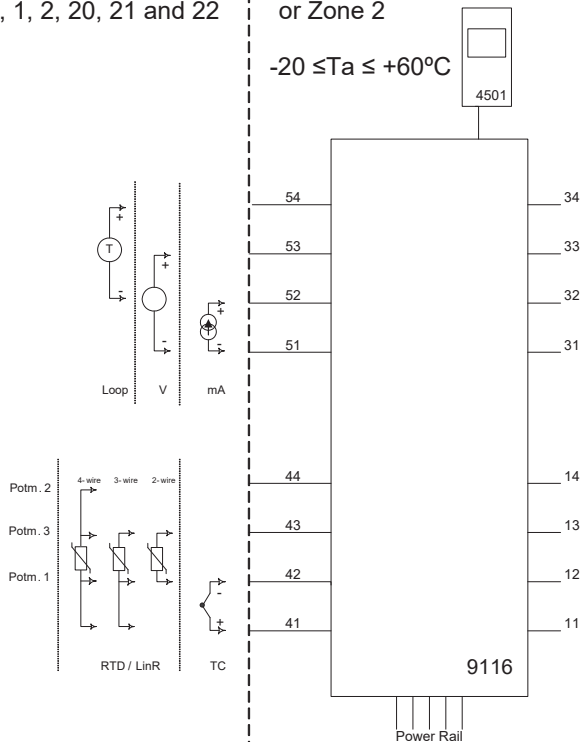 , 1, 2, 20, 21 and 22
or Zone 2
-20 ≤Ta ≤ +60ºC
4501
54
34
+
T
53
33
+
-
52
32
+
-
-
51
31
Loop
V
mA
4-wire
3-wire
2-wire
Potm. 2
44
14
Potm. 3
43
13
Potm. 1
42
12
-
+
41
11
RTD / LinR
TC
9116
Power Rail